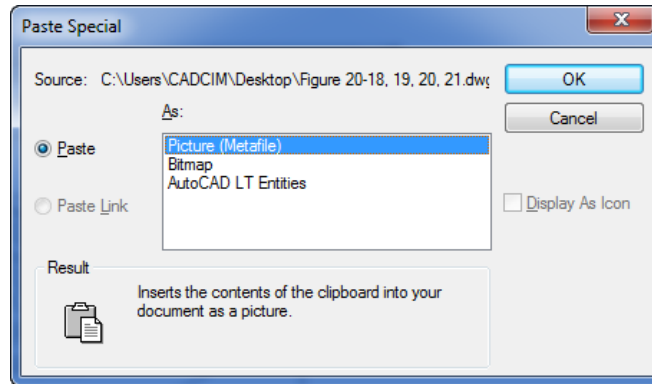 Paste Special
Source: C:\Users\CADCIM\Desktop\Figure 20-18, 19, 20, 21.dwg
OK
As:
Cancel
Paste
Picture (Metafile)
Bitmap
AutoCAD LT Entities
Paste Link
Display As Icon
Result
Inserts the contents of the clipboard into your
document as a picture.